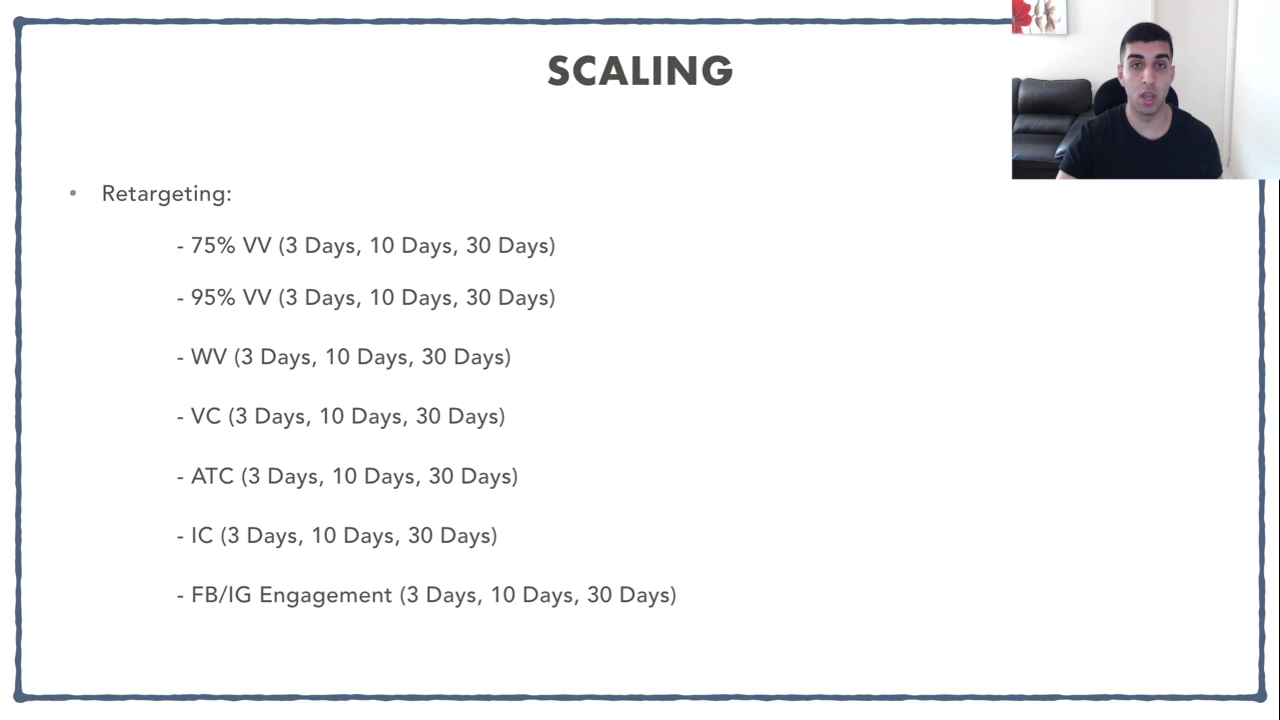 SCALING
• Retargeting:
- 75% VV (3 Days, 10 Days, 30 Days)
- 95% VV (3 Days, 10 Days, 30 Days)
- WV (3 Days, 10 Days, 30 Days)
- VC (3 Days, 10 Days, 30 Days)
- ATC (3 Days, 10 Days, 30 Days)
- IC (3 Days, 10 Days, 30 Days)
- FB/IG Engagement (3 Days, 10 Days, 30 Days)